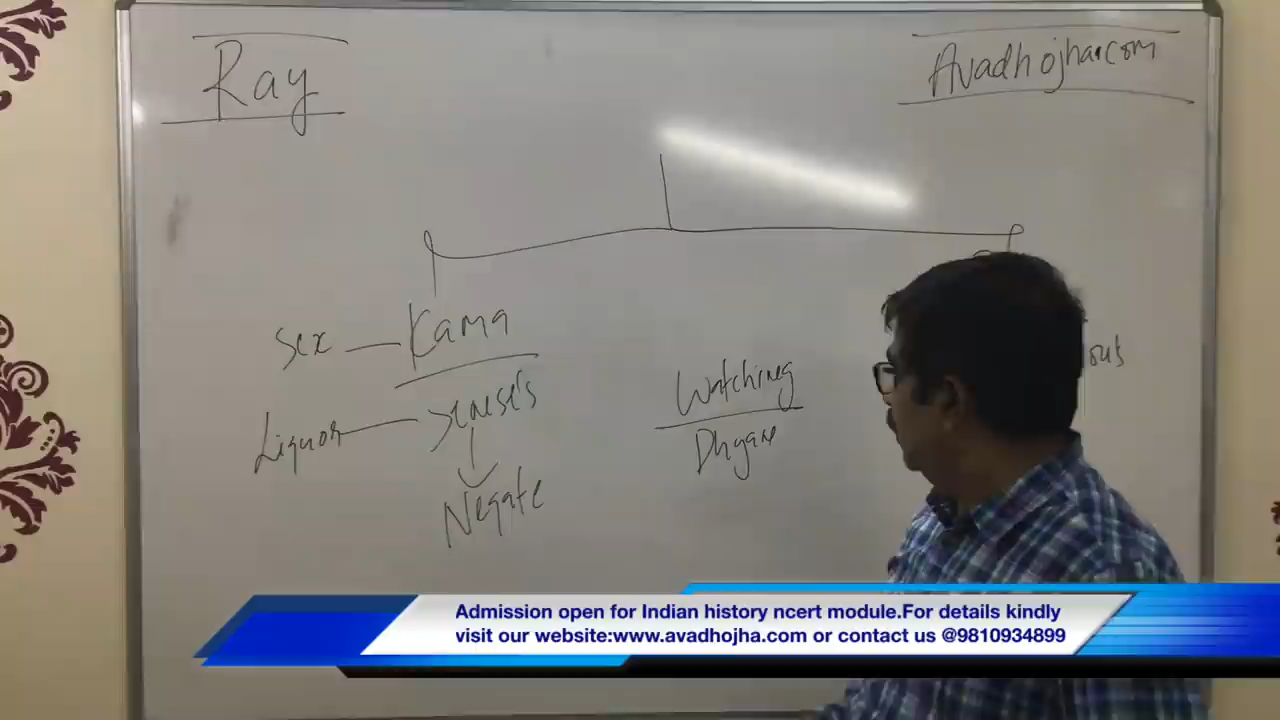 Ray
Avadhojha.com
Sex — Kama
Liquor — Senses
Negate
Watching
Dhyane
Admission open for Indian history ncert module.For details kindly
visit our website:www.avadhojha.com or contact us @9810934899